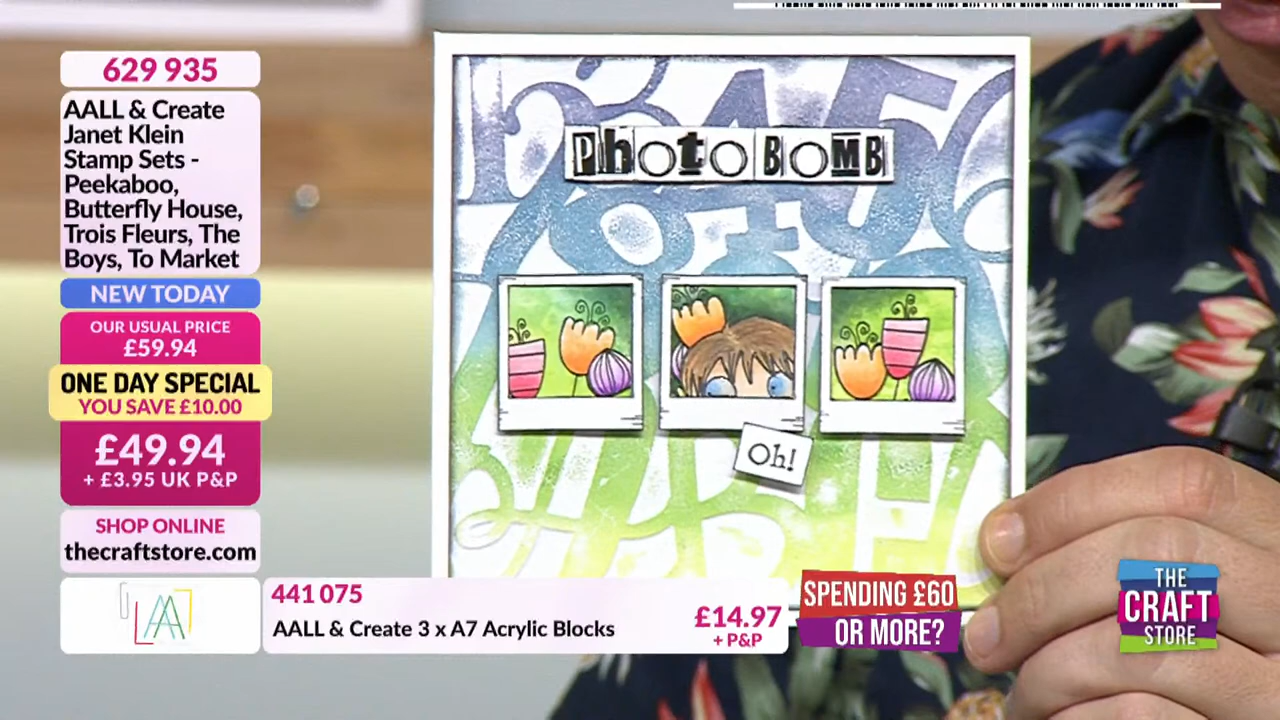 629 935
AALL & Create
Janet Klein
Stamp Sets -
Peekaboo,
Butterfly House,
Trois Fleurs, The
Boys, To Market
NEW TODAY
OUR USUAL PRICE
£59.94
ONE DAY SPECIAL
YOU SAVE £10.00
£49.94
+ £3.95 UK P&P
SHOP ONLINE
thecraftstore.com
PhotoBOMB
Oh!
LAA
441 075
AALL & Create 3 x A7 Acrylic Blocks
£14.97
+ P&P
SPENDING £60
OR MORE?
THE
CRAFT
STORE